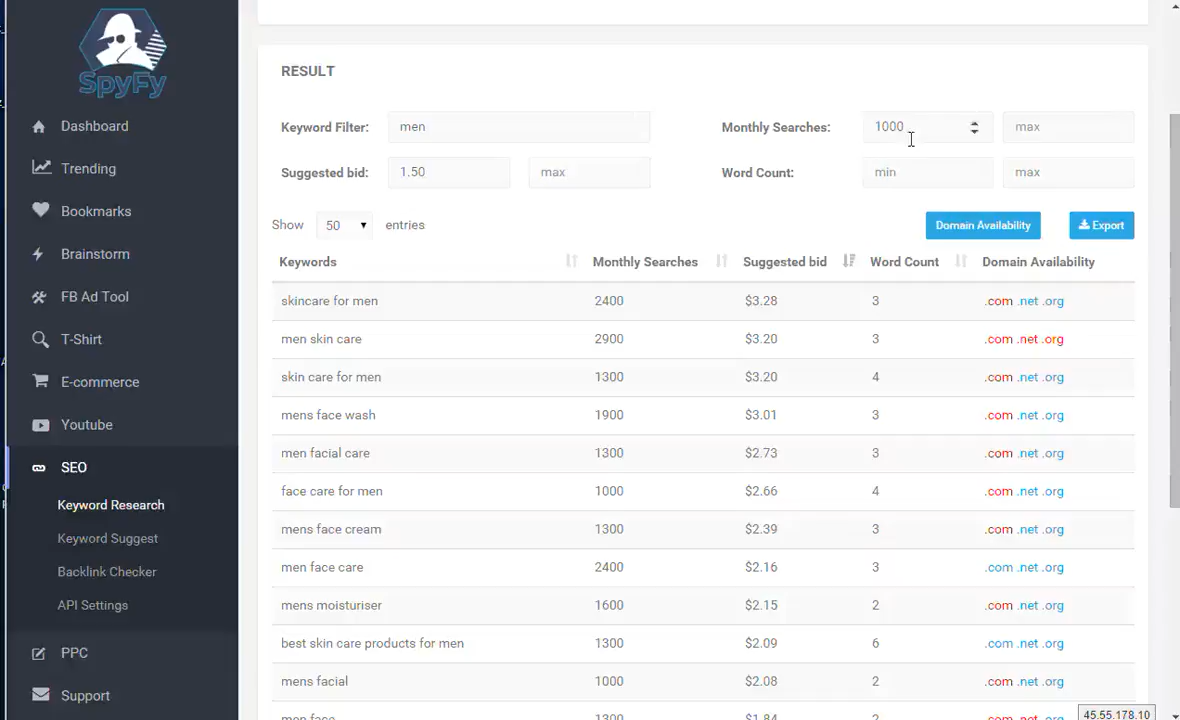 SpyFy
Dashboard
Trending
Bookmarks
Brainstorm
FB Ad Tool
T-Shirt
E-commerce
Youtube
SEO
Keyword Research
Keyword Suggest
Backlink Checker
API Settings
PPC
Support
RESULT
Keyword Filter: men Monthly Searches: 1000 max
Suggested bid: 1.50 max Word Count: min max
Show 50 entries Domain Availability Export
Keywords Monthly Searches Suggested bid Word Count Domain Availability
skincare for men 2400 $3.28 3 .com .net .org
men skin care 2900 $3.20 3 .com .net .org
skin care for men 1300 $3.20 4 .com .net .org
mens face wash 1900 $3.01 3 .com .net .org
men facial care 1300 $2.73 3 .com .net .org
face care for men 1000 $2.66 4 .com .net .org
mens face cream 1300 $2.39 3 .com .net .org
men face care 2400 $2.16 3 .com .net .org
mens moisturiser 1600 $2.15 2 .com .net .org
best skin care products for men 1300 $2.09 6 .com .net .org
mens facial 1000 $2.08 2 .com .net .org
men face 1300 $1.84 2 .com .net .org
45.55.178.10